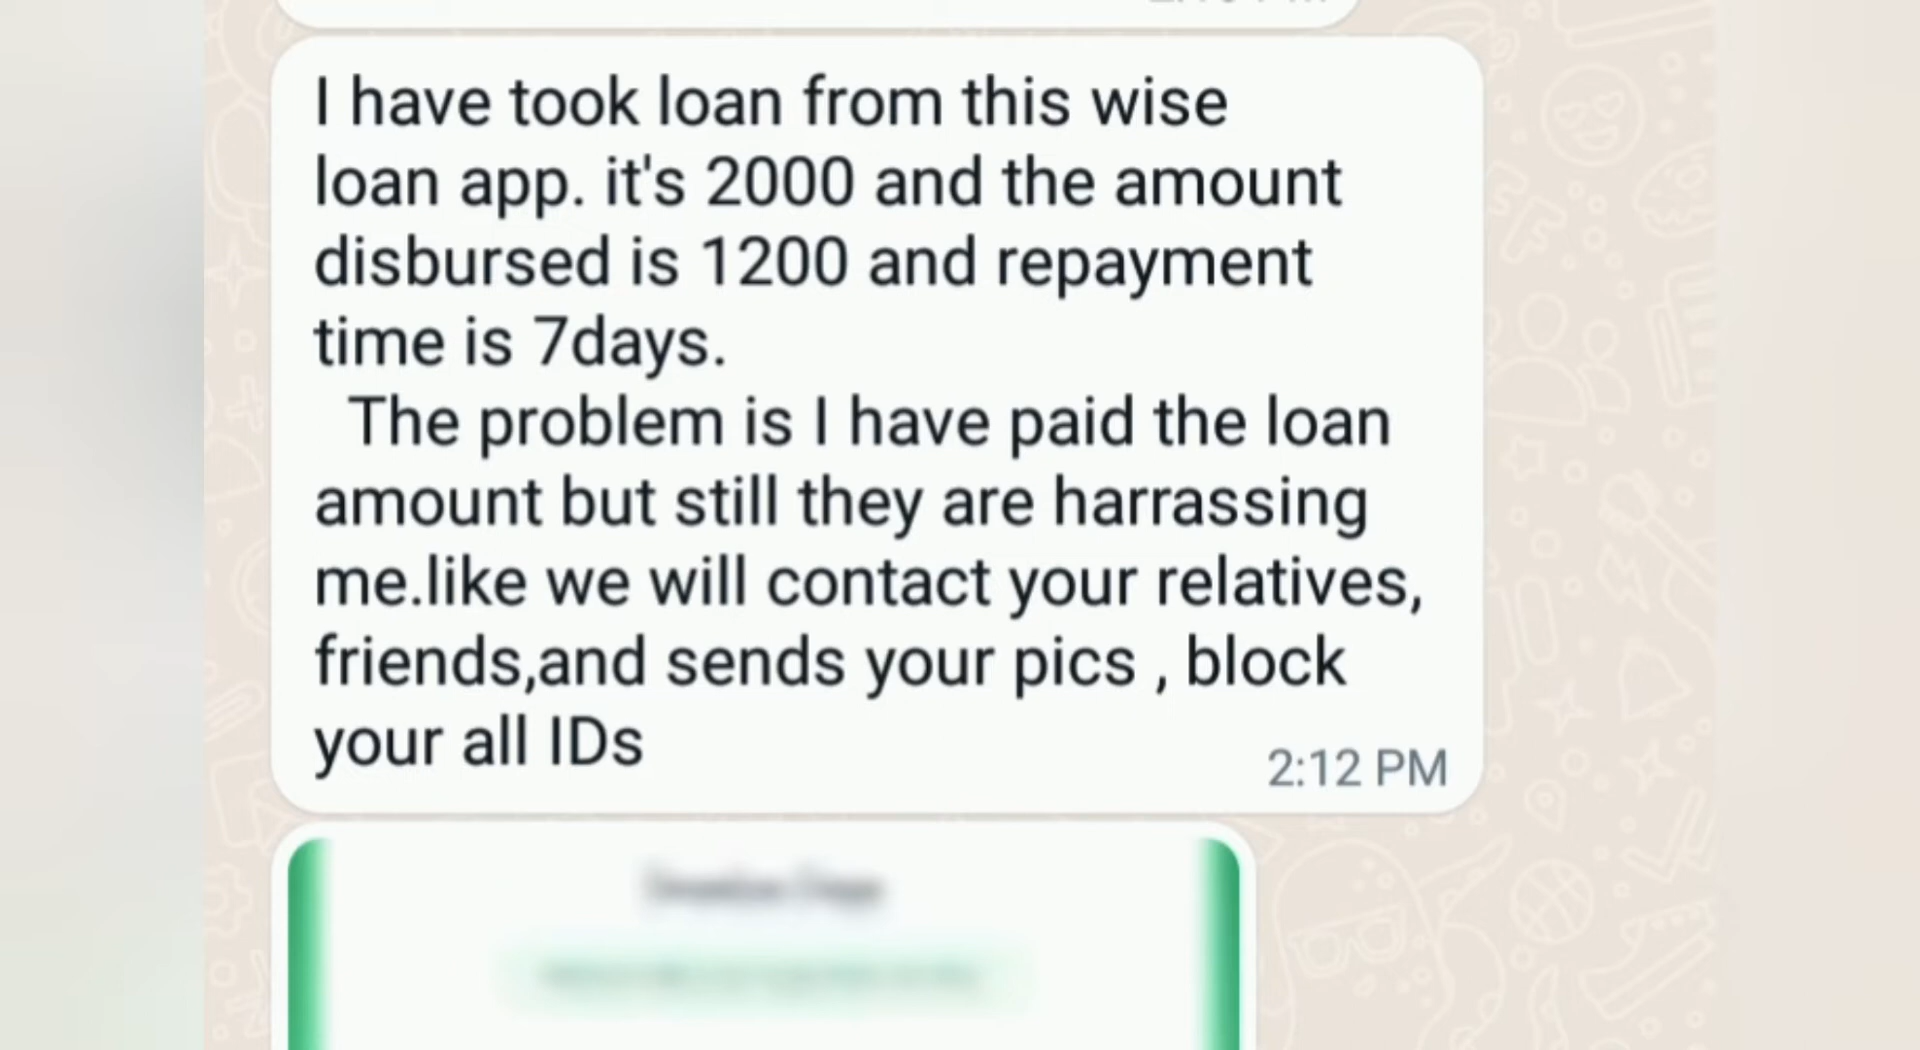 I have took loan from this wise
loan app. it's 2000 and the amount
disbursed is 1200 and repayment
time is 7days.
The problem is I have paid the loan
amount but still they are harrassing
me.like we will contact your relatives,
friends,and sends your pics , block
your all IDs
2:12 PM